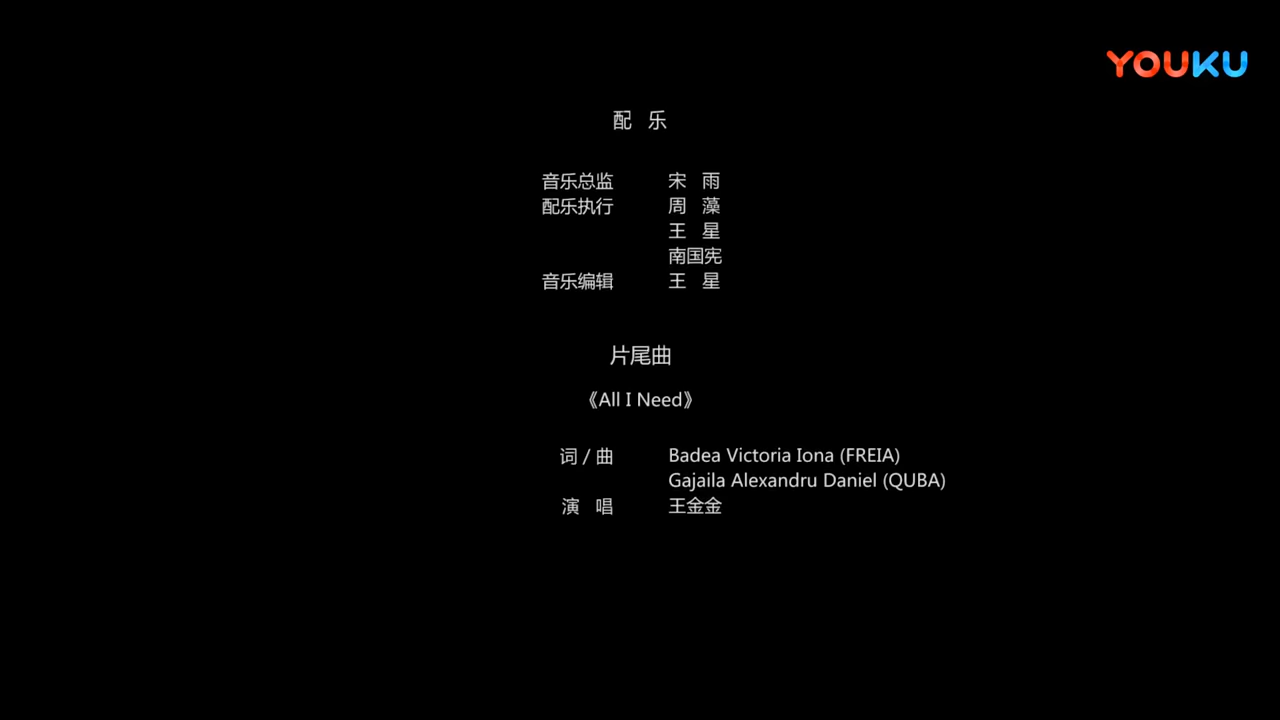 YOUKU
配 乐
音乐总监 宋 雨
配乐执行 周 藻
王 星
南国宪
音乐编辑 王 星
片尾曲
《All I Need》
词 / 曲 Badea Victoria Iona (FREIA)
Gajaila Alexandru Daniel (QUBA)
演 唱 王金金